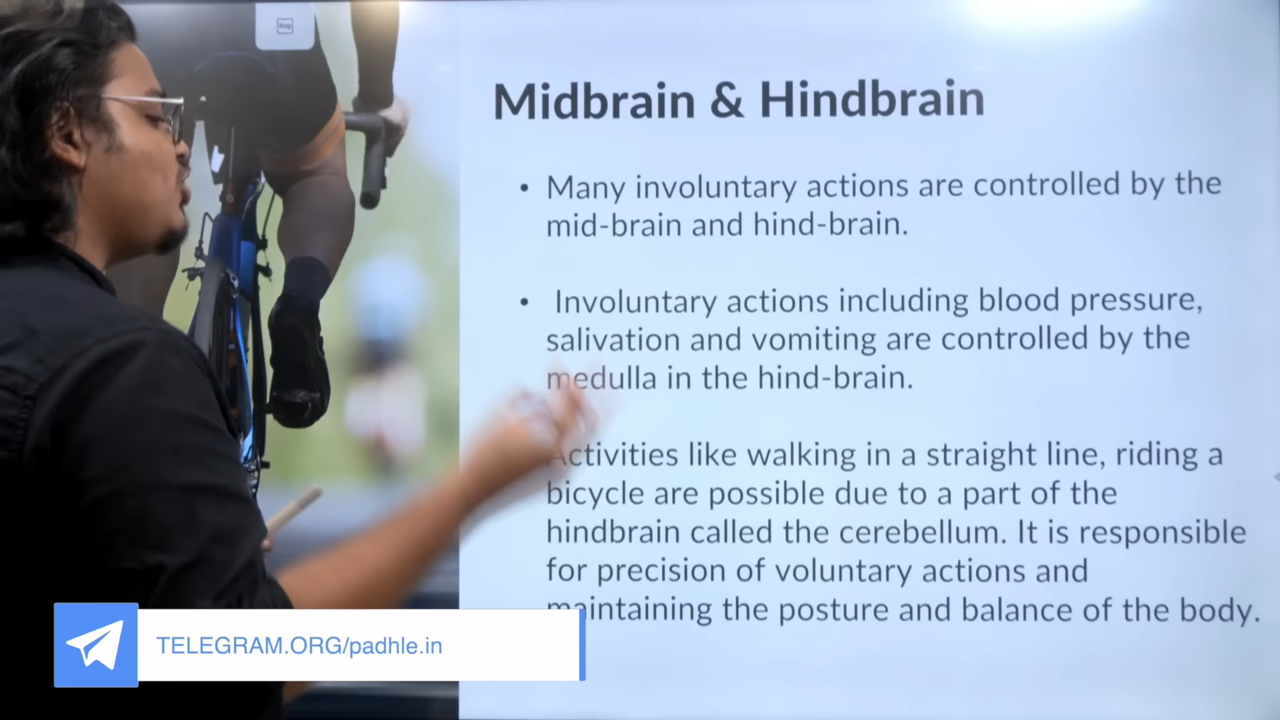 Midbrain & Hindbrain
• Many involuntary actions are controlled by the
mid-brain and hind-brain.
• Involuntary actions including blood pressure,
salivation and vomiting are controlled by the
medulla in the hind-brain.
Activities like walking in a straight line, riding a
bicycle are possible due to a part of the
hindbrain called the cerebellum. It is responsible
for precision of voluntary actions and
maintaining the posture and balance of the body.
TELEGRAM.ORG/padhle.in